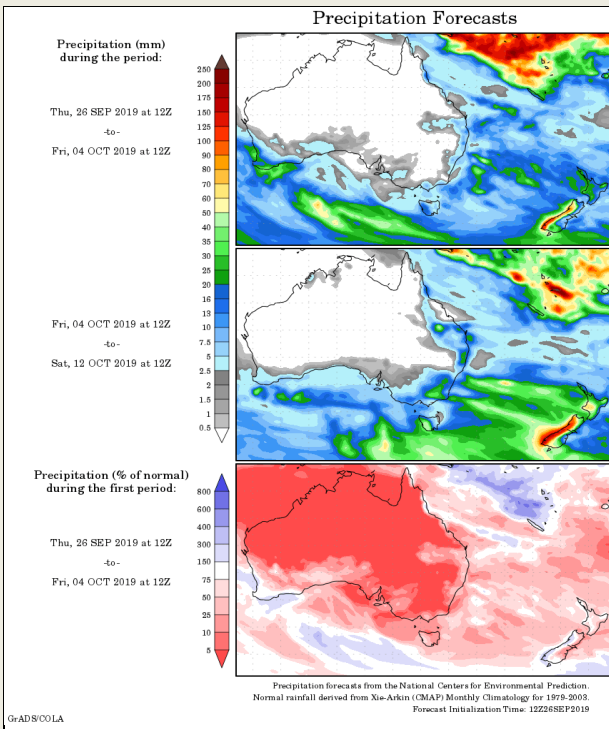 Precipitation Forecasts
Precipitation (mm)
during the period:
Thu, 26 SEP 2019 at 12Z
-to-
Fri, 04 OCT 2019 at 12Z
250
200
175
150
125
100
90
80
70
60
50
40
35
30
25
20
16
13
10
7.5
5
2.5
2
1.5
1
0.5
Fri, 04 OCT 2019 at 12Z
-to-
Sat, 12 OCT 2019 at 12Z
Precipitation (% of normal)
during the first period:
Thu, 26 SEP 2019 at 12Z
-to-
Fri, 04 OCT 2019 at 12Z
800
600
400
300
150
75
50
25
10
5
Precipitation forecasts from the National Centers for Environmental Prediction.
Normal rainfall derived from Xie-Arkin (CMAP) Monthly Climatology for 1979-2003.
Forecast Initialization Time: 12Z26SEP2019
GrADS/COLA